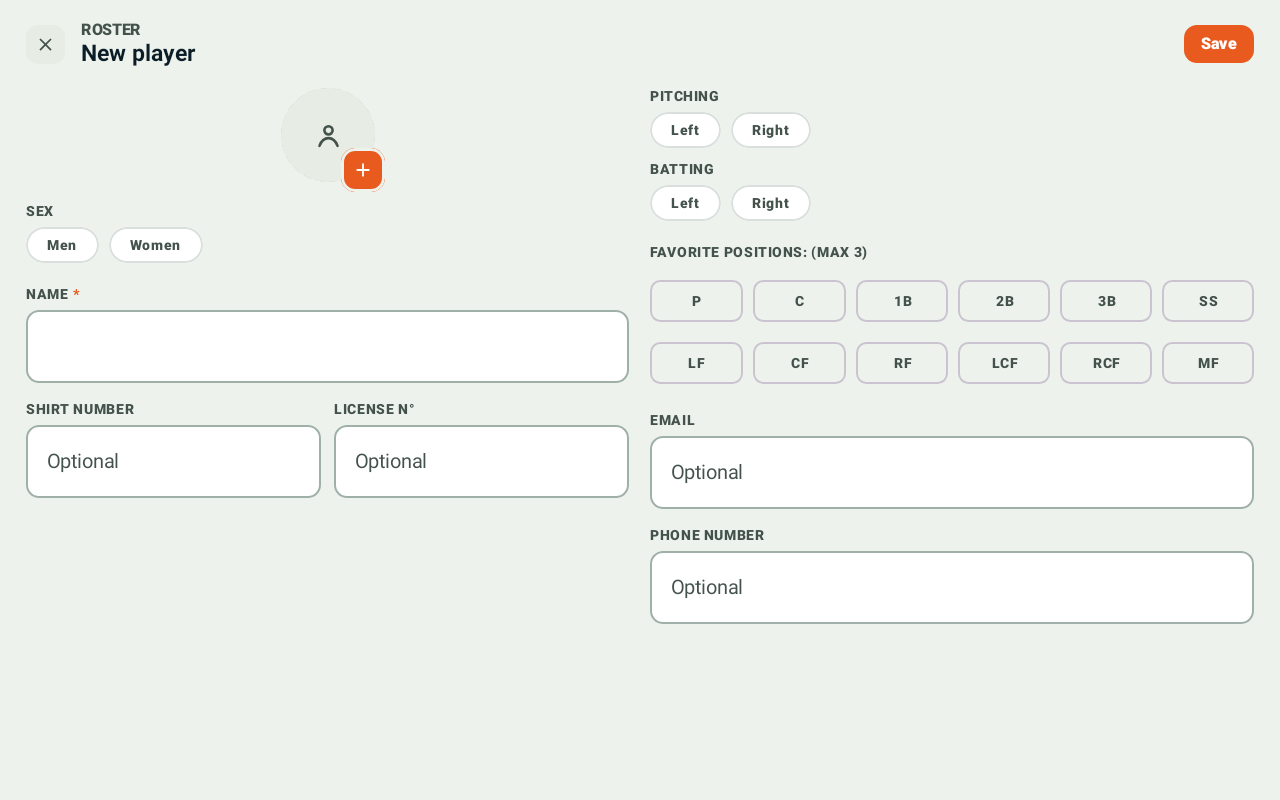 ROSTER
New player
Save
SEX
Men
Women
NAME *
SHIRT NUMBER
LICENSE N°
Optional
Optional
PITCHING
Left
Right
BATTING
Left
Right
FAVORITE POSITIONS: (MAX 3)
P
C
1B
2B
3B
SS
LF
CF
RF
LCF
RCF
MF
EMAIL
Optional
PHONE NUMBER
Optional